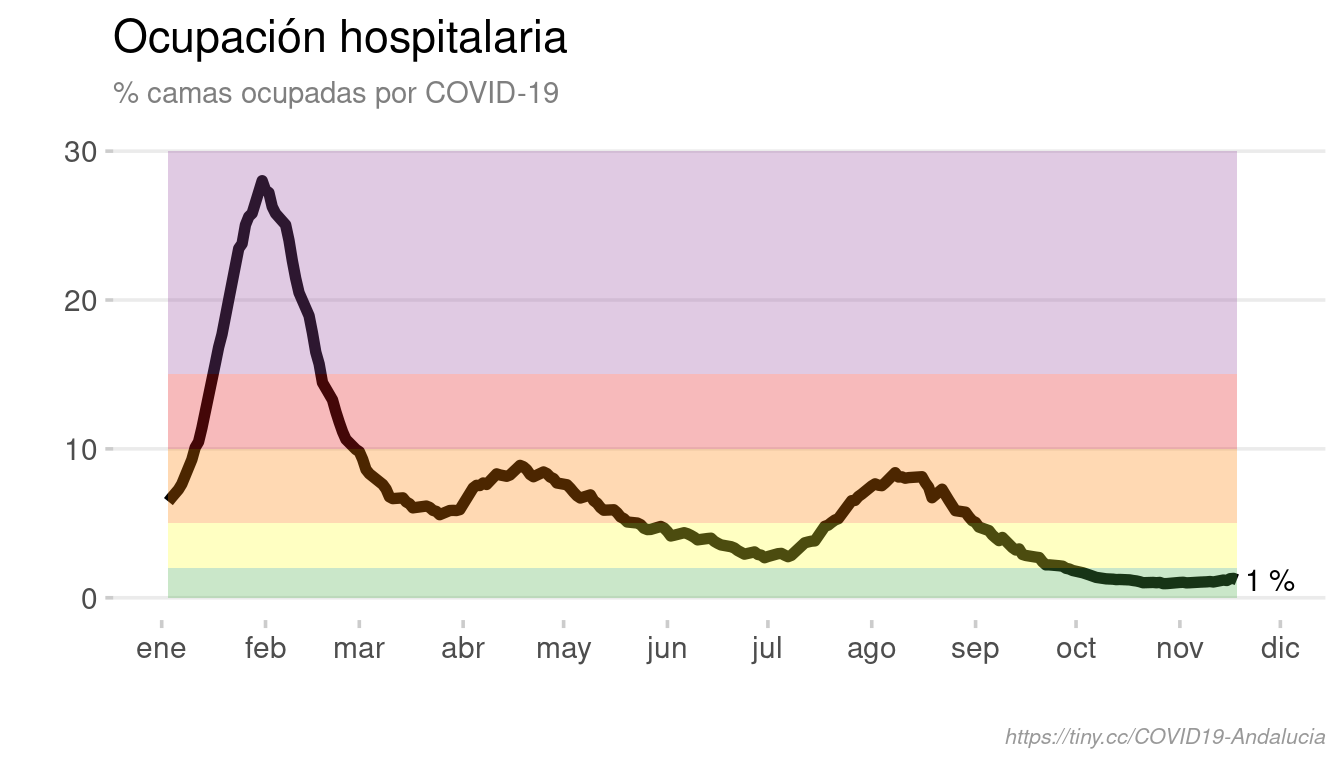 Ocupación hospitalaria
% camas ocupadas por COVID-19
30
20
10
0
1 %
ene feb mar abr may jun jul ago sep oct nov dic
https://tiny.cc/COVID19-Andalucia